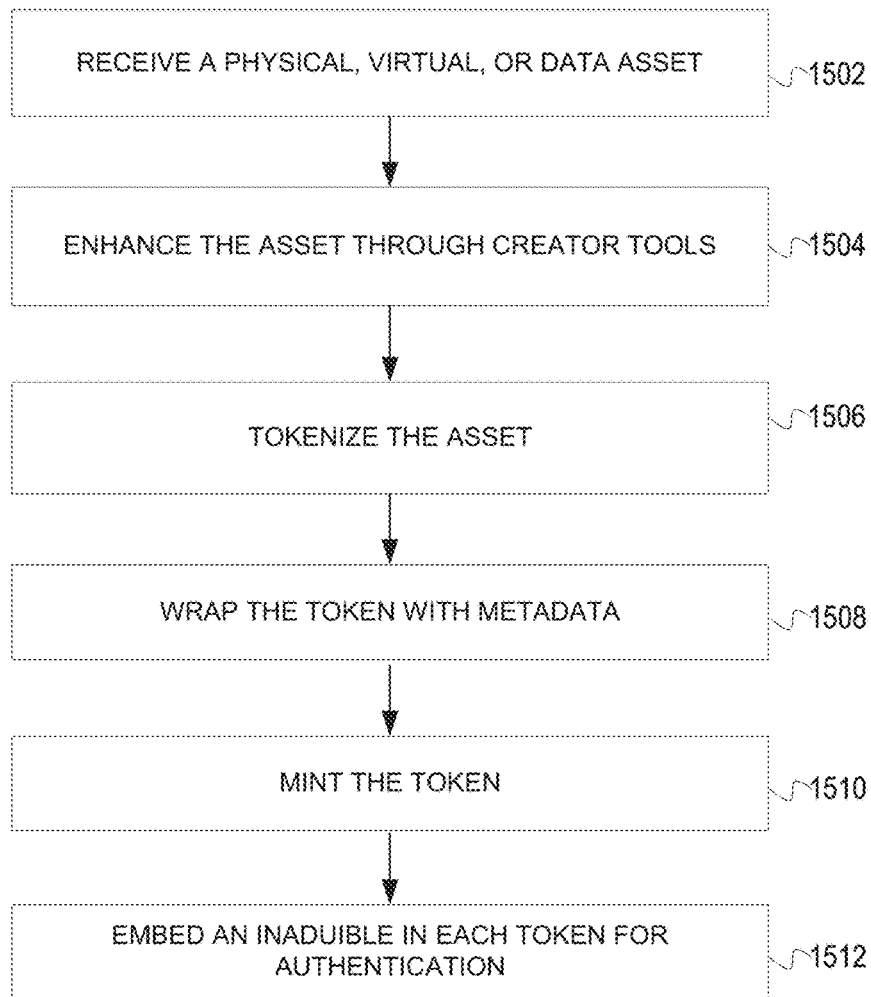 RECEIVE A PHYSICAL, VIRTUAL, OR DATA ASSET
1502
ENHANCE THE ASSET THROUGH CREATOR TOOLS
1504
TOKENIZE THE ASSET
1506
WRAP THE TOKEN WITH METADATA
1508
MINT THE TOKEN
1510
EMBED AN INADUIBLE IN EACH TOKEN FOR
AUTHENTICATION
1512